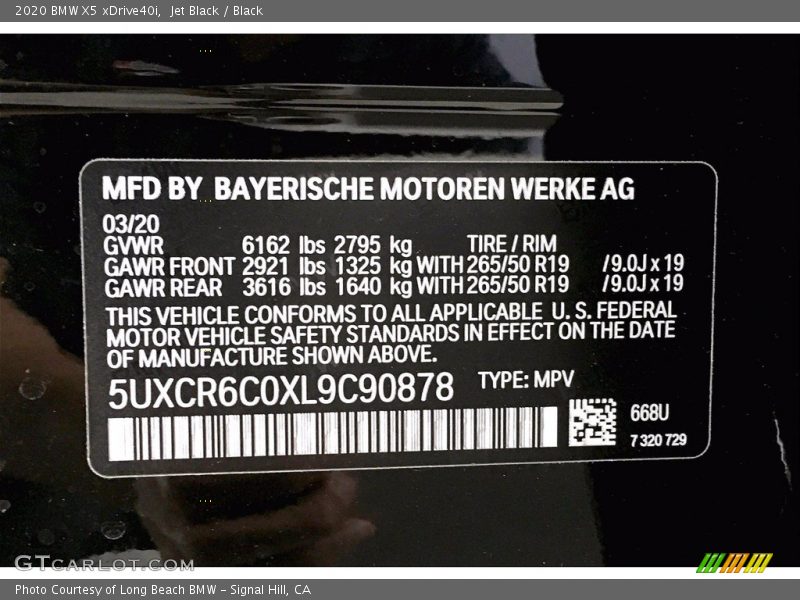 2020 BMW X5 xDrive40i, Jet Black / Black
MFD BY BAYERISCHE MOTOREN WERKE AG
03/20
GVWR 6162 lbs 2795 kg TIRE / RIM
GAWR FRONT 2921 lbs 1325 kg WITH 265/50 R19 /9.0J x 19
GAWR REAR 3616 lbs 1640 kg WITH 265/50 R19 /9.0J x 19
THIS VEHICLE CONFORMS TO ALL APPLICABLE U. S. FEDERAL
MOTOR VEHICLE SAFETY STANDARDS IN EFFECT ON THE DATE
OF MANUFACTURE SHOWN ABOVE.
5UXCR6C0XL9C90878 TYPE: MPV
668U
7 320 729
GTCARLOT.COM
Photo Courtesy of Long Beach BMW - Signal Hill, CA